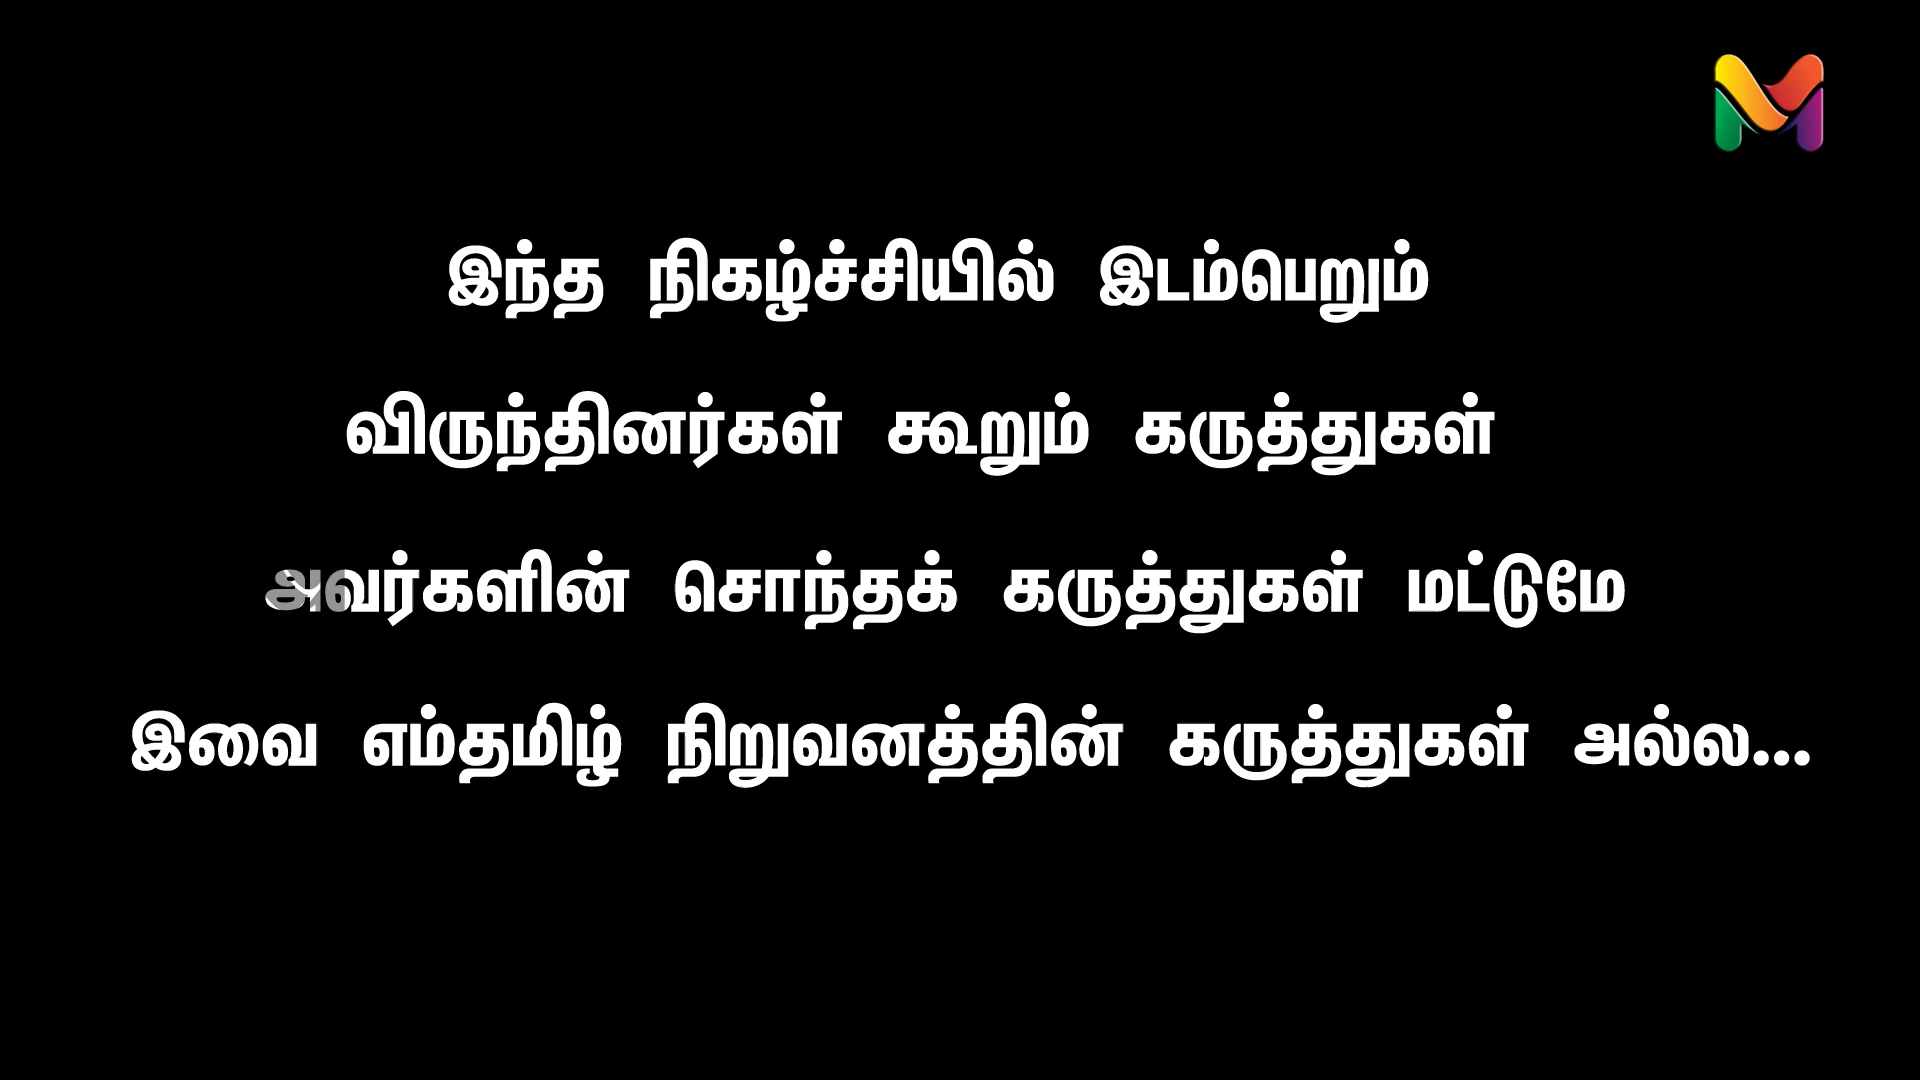 இந்த நிகழ்ச்சியில் இடம்பெறும்
விருந்தினர்கள் கூறும் கருத்துகள்
அவர்களின் சொந்தக் கருத்துகள் மட்டுமே
இவை எம்தமிழ் நிறுவனத்தின் கருத்துகள் அல்ல...